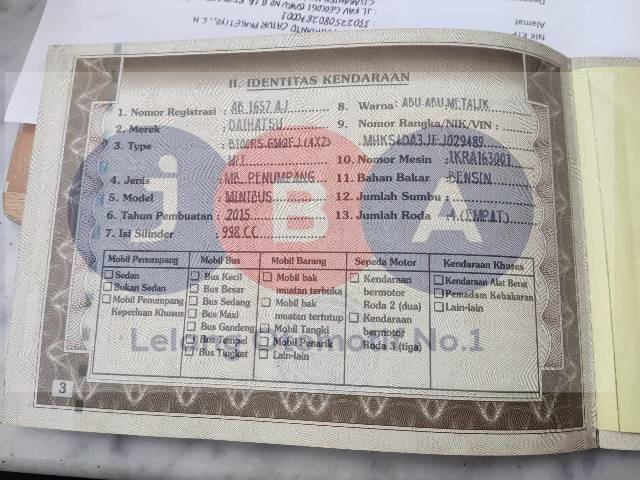 NIK KTP
Alamat
II. IDENTITAS KENDARAAN
1. Nomor Registrasi : AB 1657 AJ
2. Merek : DAIHATSU
3. Type :
M/T
4. Jenis : MB. PENUMPANG
5. Model : MINIBUS
6. Tahun Pembuatan : 2015
7. Isi Silinder : 998 CC
8. Warna: ABU ABU METALIK
9. Nomor Rangka/NIK/VIN :
10. Nomor Mesin : 1KRA163001
11. Bahan Bakar : BENSIN
12. Jumlah Sumbu :
13. Jumlah Roda : 4 (EMPAT)
Mobil Penumpang
Sedan
Bukan Sedan
Mobil Penumpang
Keperluan Khusus
Mobil Bus
Bus Kecil
Bus Besar
Bus Sedang
Bus Maxi
Bus Gandeng
Bus Tempel
Bus Tingkat
Mobil Barang
Mobil bak
muatan terbuka
Mobil bak
muatan tertutup
Mobil Tangki
Mobil Penarik
Lain-lain
Sepeda Motor
Kendaraan
bermotor
Roda 2 (dua)
Kendaraan
bermotor
Roda 3 (tiga)
Kendaraan Khusus
Kendaraan Alat Berat
Pemadam Kebakaran
Lain-lain
3
iBA
Lelang Otomotif No.1